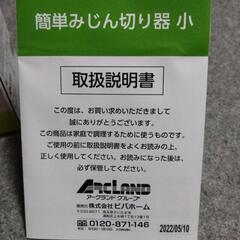 簡単みじん切り器 小
取扱説明書
この度は、お買い求めいただきまして
誠にありがとうございます。
この商品は家庭で調理するために使うものです。
ご使用の前に取扱説明書をよくお読みの上、
正しく使用してください。お読みになった後は、
必ず保管してください。
ARCLAND
アークランド グループ
販売元 株式会社 ビバホーム
0120-871-146
2022/05/10